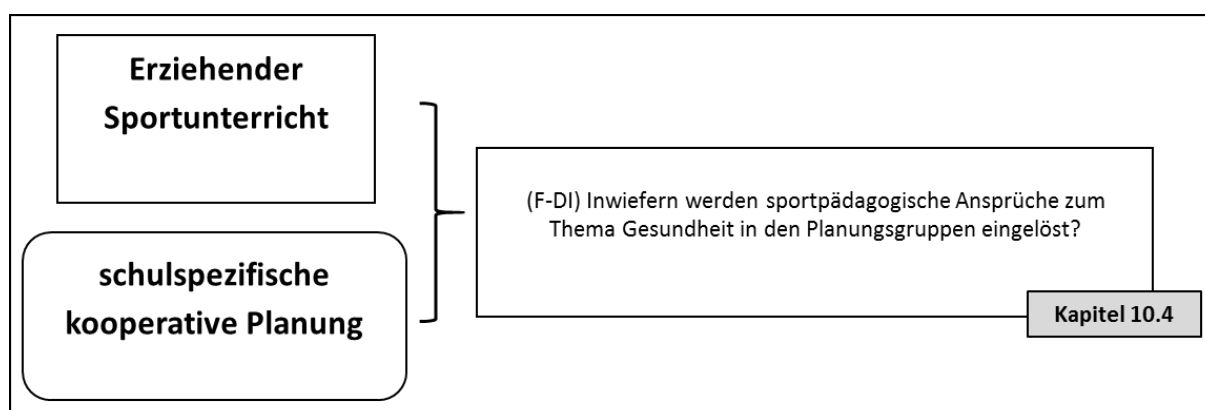 Erziehender
Sportunterricht
schulspezifische
kooperative Planung
(F-DI) Inwiefern werden sportpädagogische Ansprüche zum
Thema Gesundheit in den Planungsgruppen eingelöst?
Kapitel 10.4